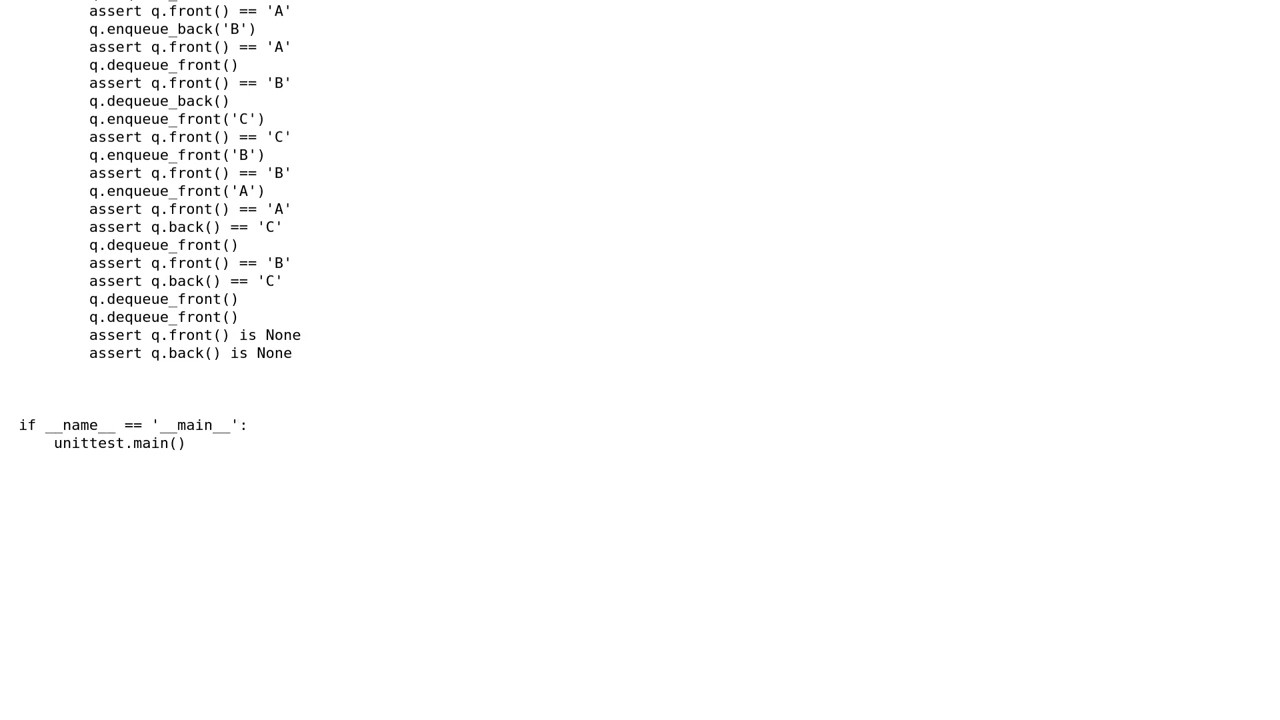 assert q.front() == 'A'
q.enqueue_back('B')
assert q.front() == 'A'
q.dequeue_front()
assert q.front() == 'B'
q.dequeue_back()
q.enqueue_front('C')
assert q.front() == 'C'
q.enqueue_front('B')
assert q.front() == 'B'
q.enqueue_front('A')
assert q.front() == 'A'
assert q.back() == 'C'
q.dequeue_front()
assert q.front() == 'B'
assert q.back() == 'C'
q.dequeue_front()
q.dequeue_front()
assert q.front() is None
assert q.back() is None
if __name__ == '__main__':
unittest.main()